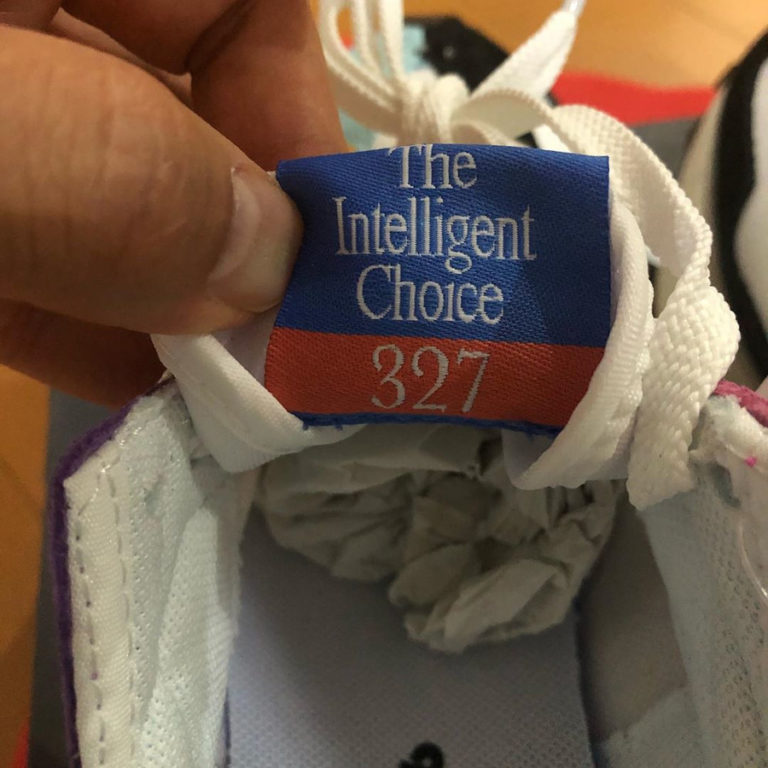 The
Intelligent
Choice
327